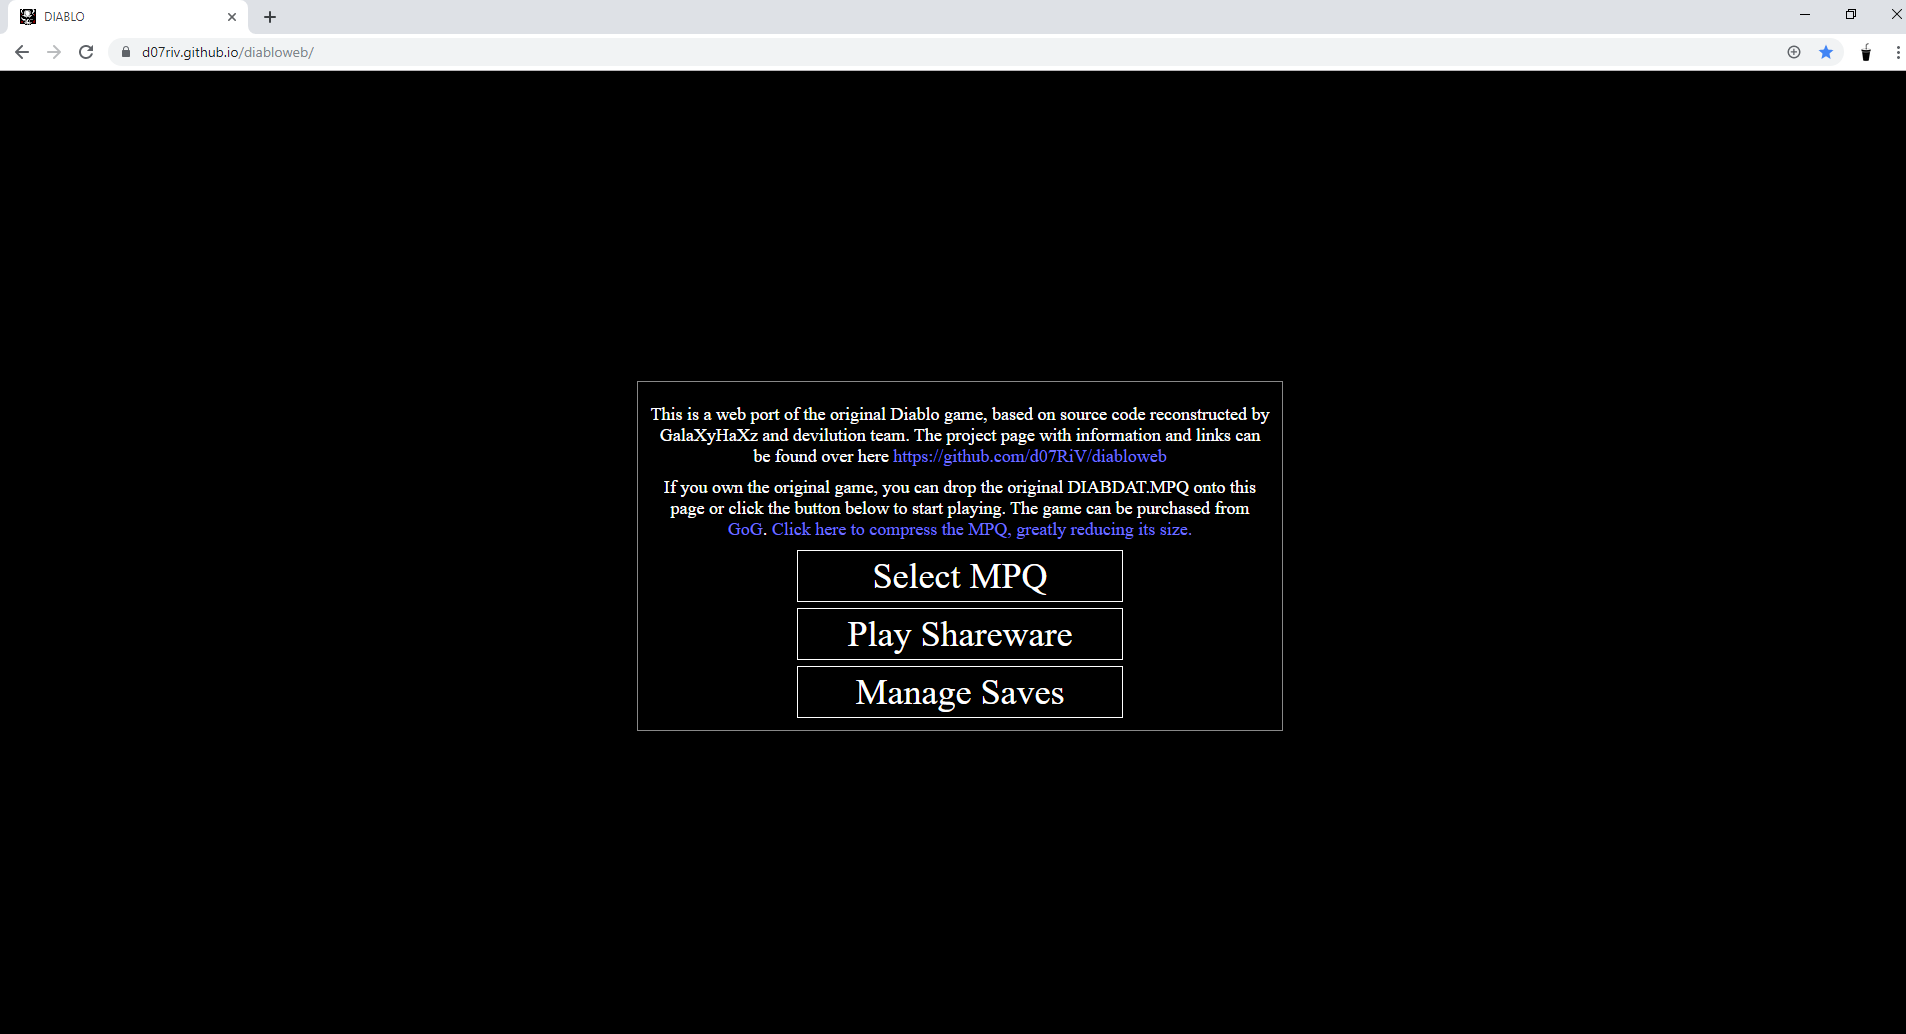 DIABLO
d07riv.github.io/diabloweb/
This is a web port of the original Diablo game, based on source code reconstructed by
GalaXyHaXz and devilution team. The project page with information and links can
be found over here https://github.com/d07RiV/diabloweb
If you own the original game, you can drop the original DIABDAT.MPQ onto this
page or click the button below to start playing. The game can be purchased from
GoG. Click here to compress the MPQ, greatly reducing its size.
Select MPQ
Play Shareware
Manage Saves